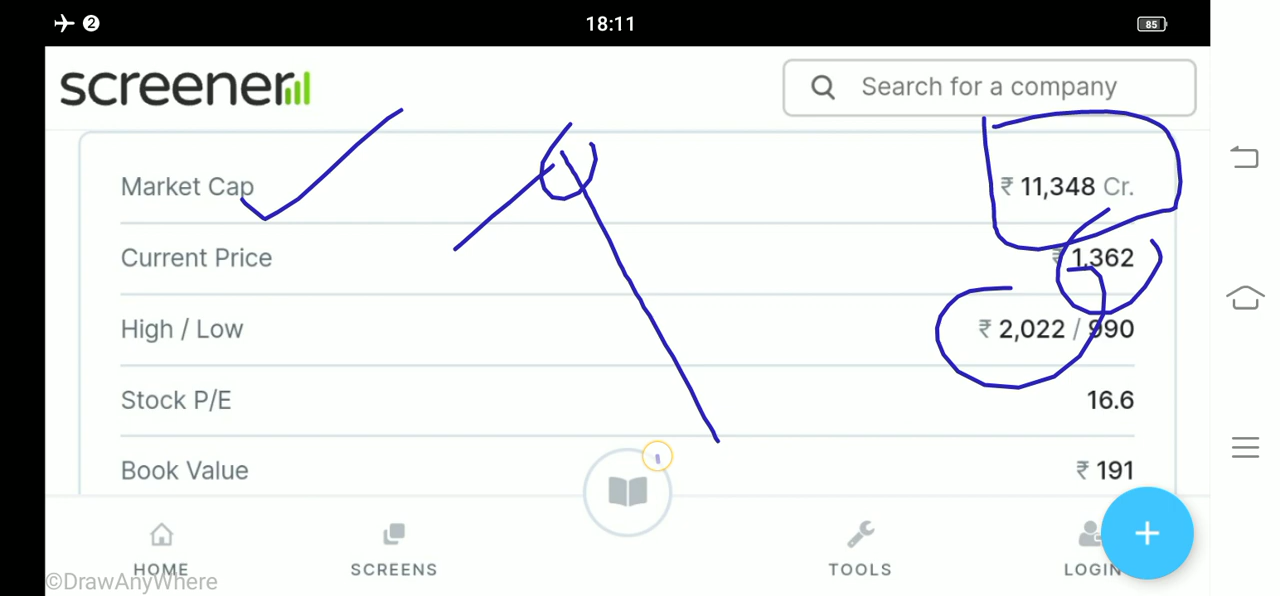 2 18:11 85
screener
Search for a company
Market Cap ₹ 11,348 Cr.
Current Price ₹ 1,362
High / Low ₹ 2,022 / 990
Stock P/E 16.6
Book Value ₹ 191
HOME SCREENS TOOLS LOGIN
©DrawAnyWhere